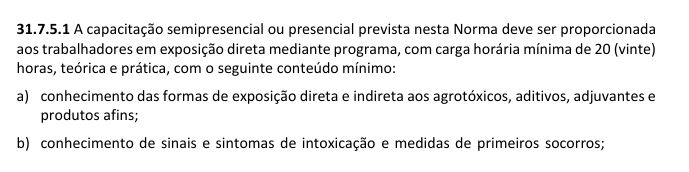 31.7.5.1 A capacitação semipresencial ou presencial prevista nesta Norma deve ser proporcionada
aos trabalhadores em exposição direta mediante programa, com carga horária mínima de 20 (vinte)
horas, teórica e prática, com o seguinte conteúdo mínimo:
a) conhecimento das formas de exposição direta e indireta aos agrotóxicos, aditivos, adjuvantes e
produtos afins;
b) conhecimento de sinais e sintomas de intoxicação e medidas de primeiros socorros;